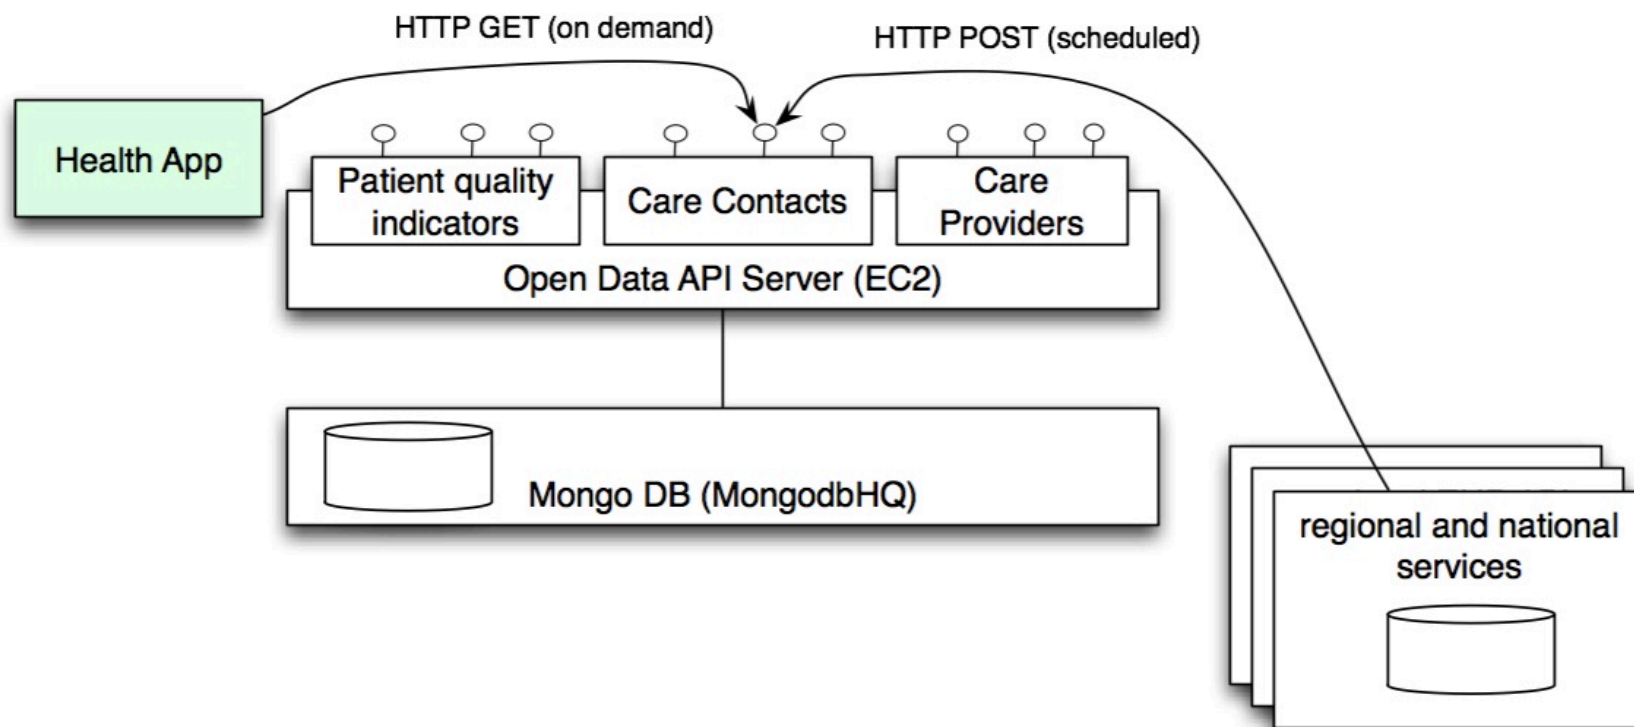 HTTP GET (on demand)
HTTP POST (scheduled)
Health App
Patient quality
indicators
Care Contacts
Care
Providers
Open Data API Server (EC2)
Mongo DB (MongodbHQ)
regional and national
services